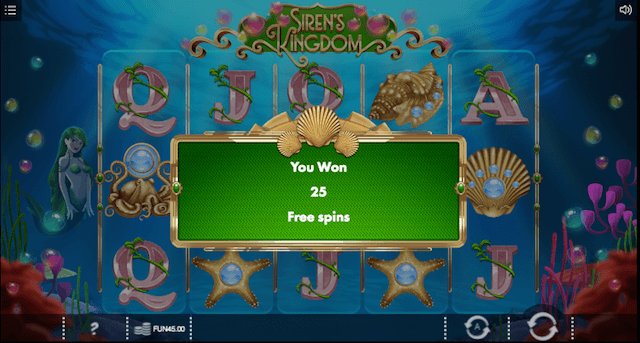 SIREN'S
KINGDOM
Q J Q A
You Won
25
Free spins
Q J J
?
FUN45.00
A